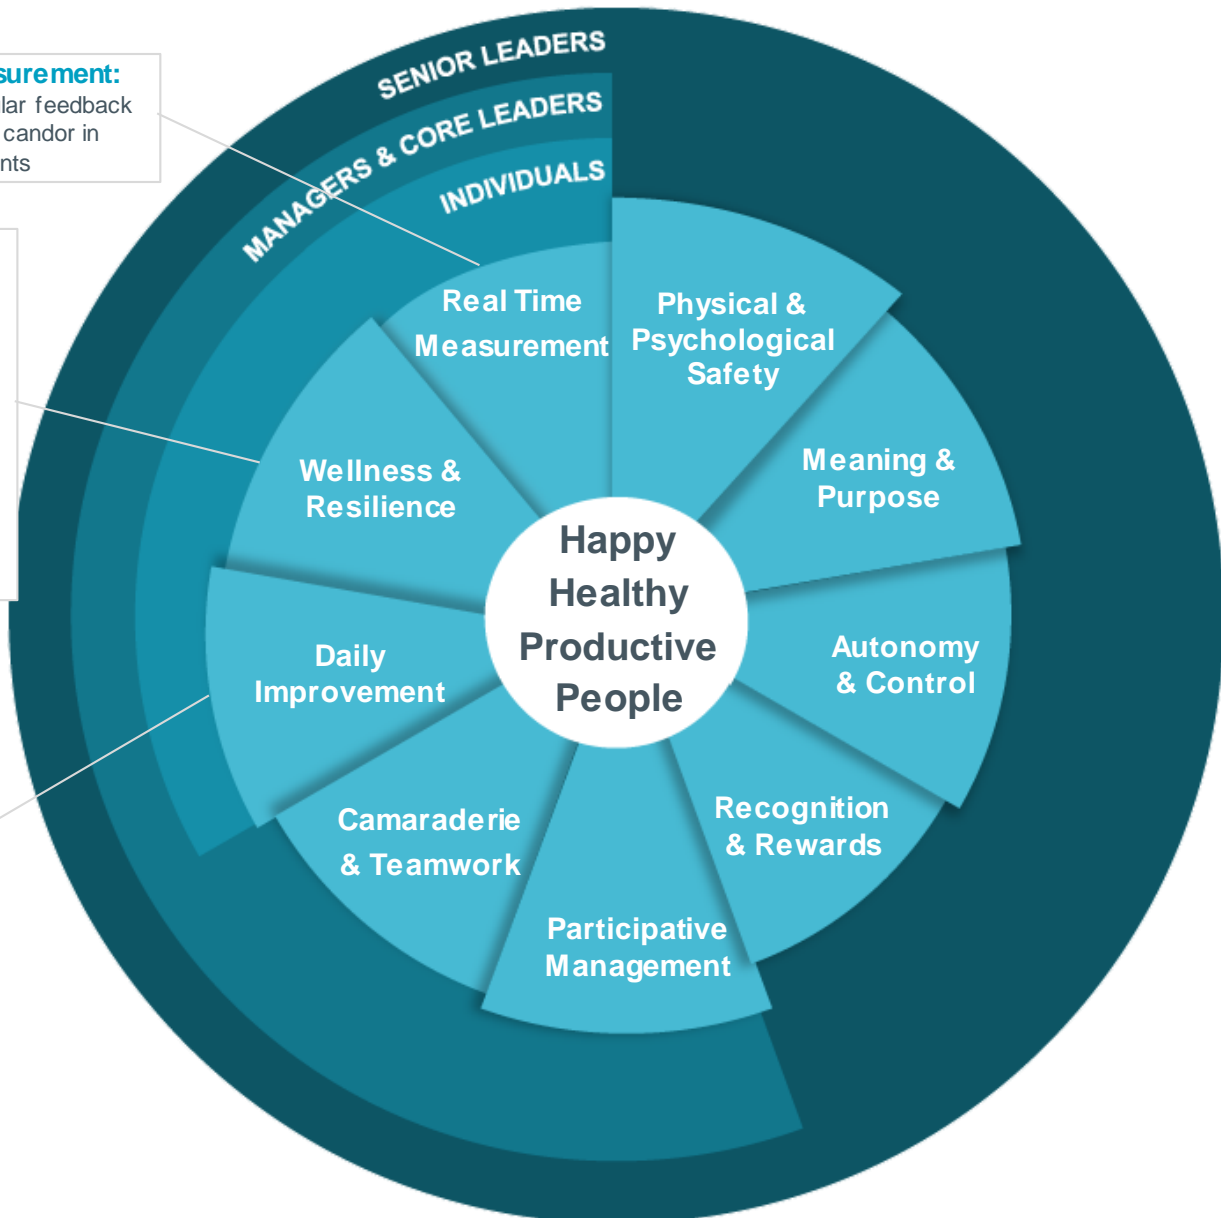 SENIOR LEADERS
MANAGERS & CORE LEADERS
INDIVIDUALS
surement:
lar feedback
candor in
nts
Real Time
Measurement
Physical &
Psychological
Safety
Meaning &
Purpose
Autonomy
& Control
Recognition
& Rewards
Participative
Management
Camaraderie
& Teamwork
Daily
Improvement
Wellness &
Resilience
Happy
Healthy
Productive
People